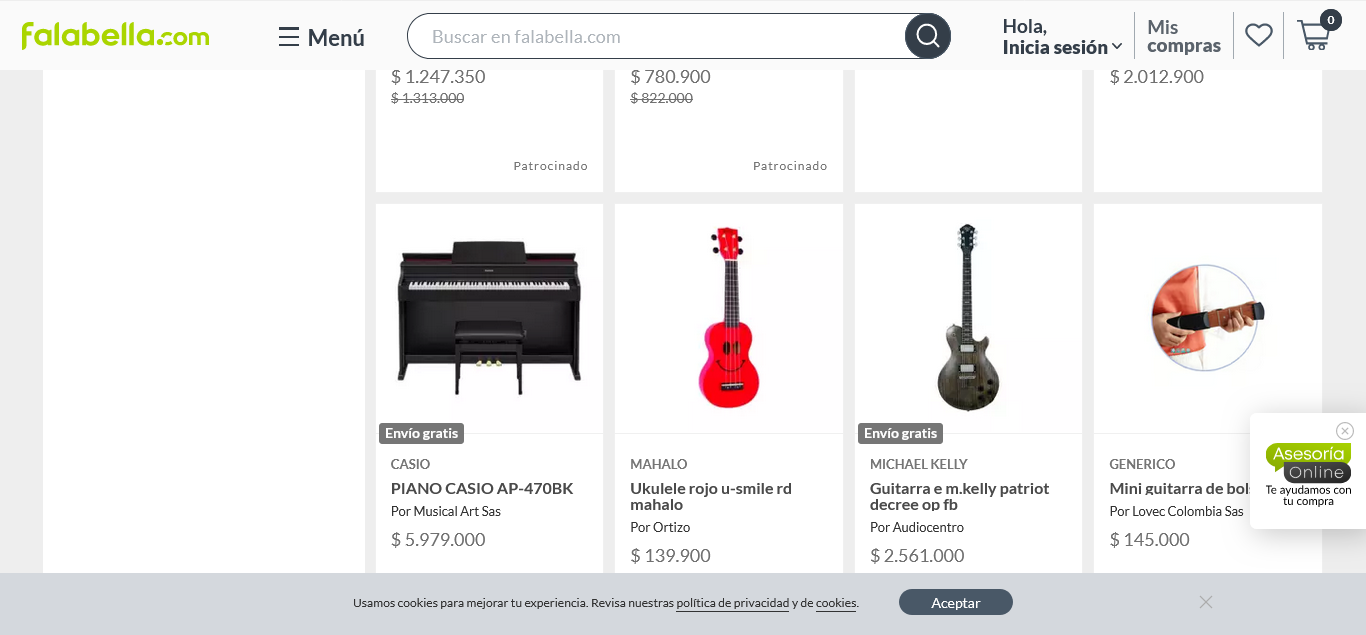 falabella.com
Menú
Buscar en falabella.com
Hola,
Inicia sesión
Mis
compras
0
$ 1.247.350
$ 1.313.000
Patrocinado
$ 780.900
$ 822.000
Patrocinado
$ 2.012.900
Envío gratis
CASIO
PIANO CASIO AP-470BK
Por Musical Art Sas
$ 5.979.000
MAHALO
Ukulele rojo u-smile rd
mahalo
Por Ortizo
$ 139.900
Envío gratis
MICHAEL KELLY
Guitarra e m.kelly patriot
decree op fb
Por Audiocentro
$ 2.561.000
GENERICO
Mini guitarra de bols
Por Lovec Colombia Sas
$ 145.000
Asesoría
Online
Te ayudamos con
tu compra
Usamos cookies para mejorar tu experiencia. Revisa nuestras política de privacidad y de cookies.
Aceptar